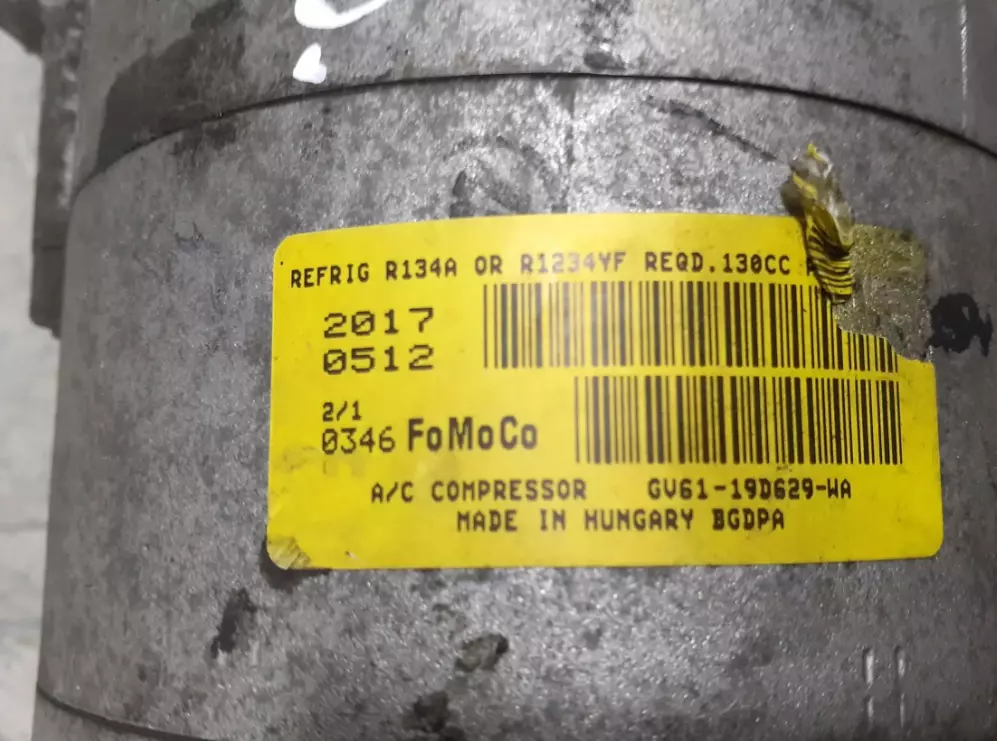 REFRIG R134A OR R1234YF REQD.130CC
2017
0512
2/1
0346 FoMoCo
A/C COMPRESSOR GV61-19D629-WA
MADE IN HUNGARY BGDPA